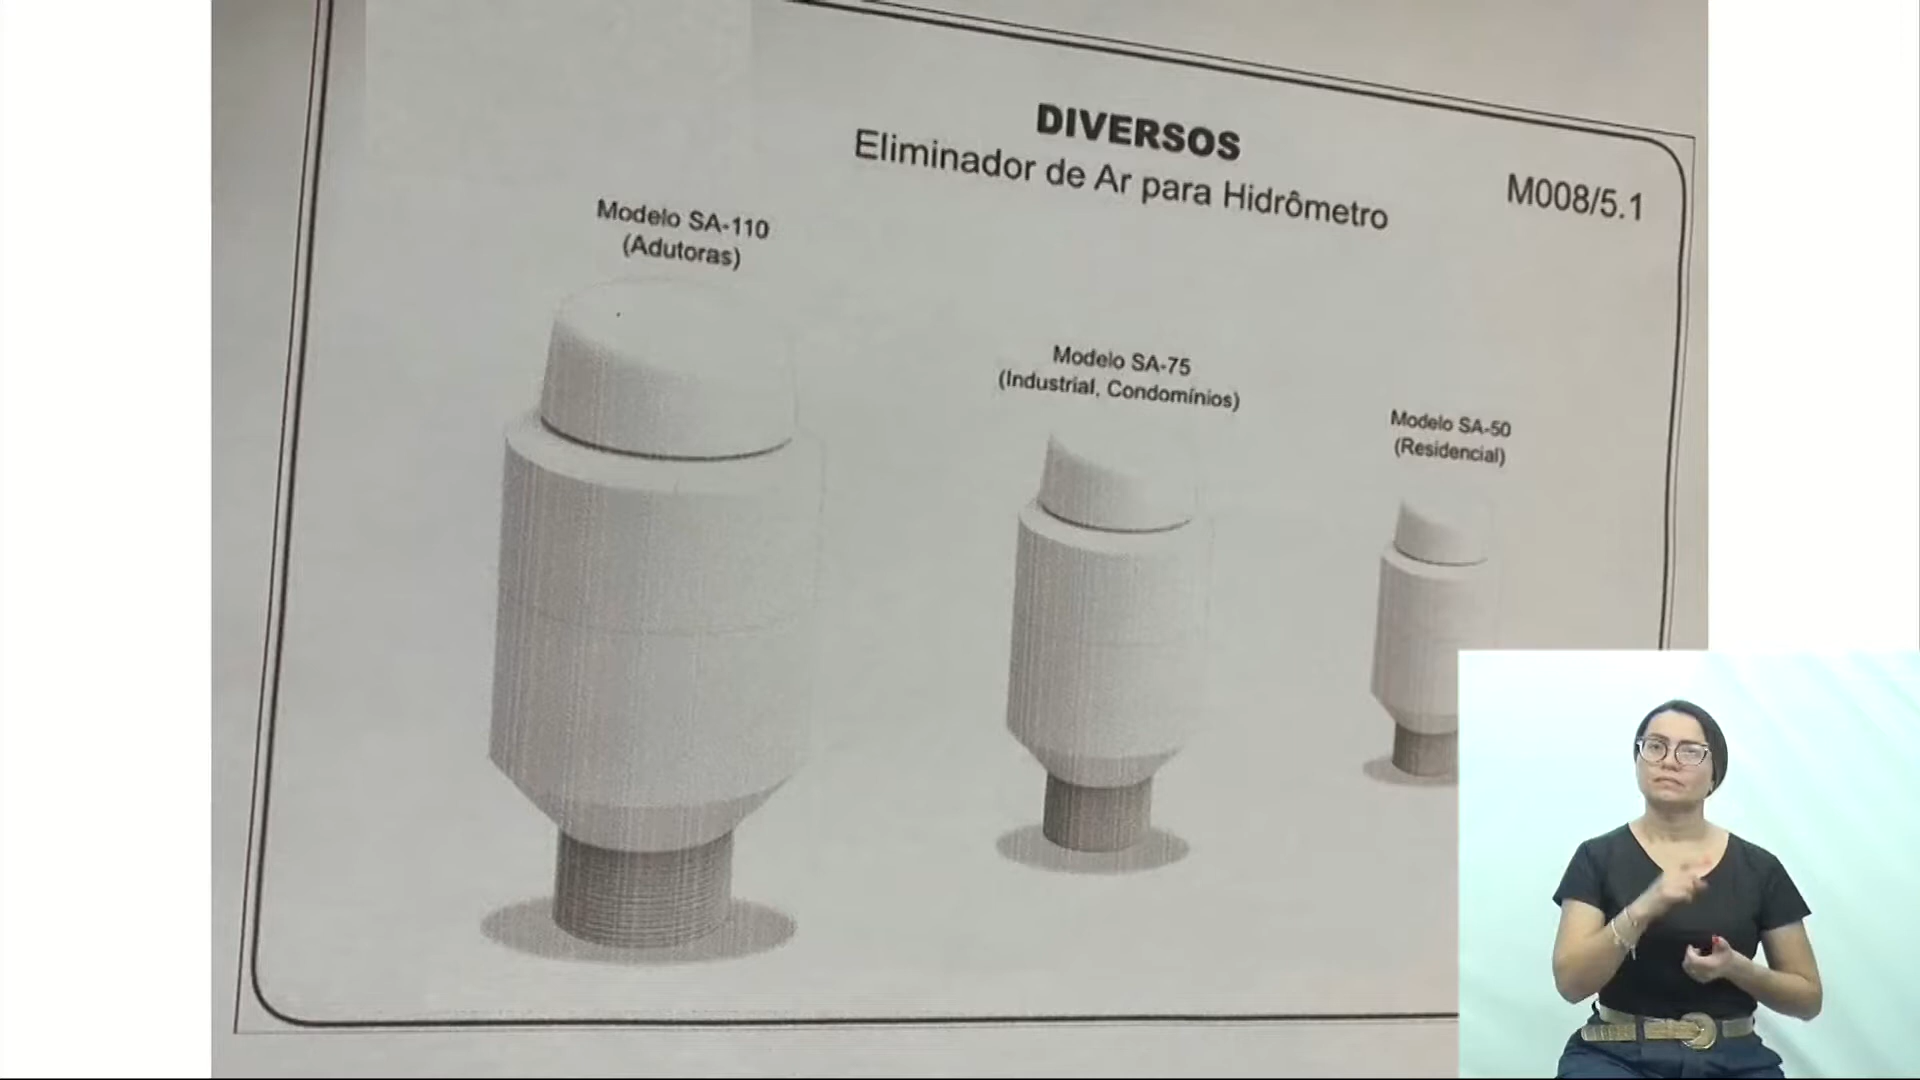 DIVERSOS
Eliminador de Ar para Hidrômetro
M008/5.1
Modelo SA-110
(Adutoras)
Modelo SA-75
(Industrial, Condomínios)
Modelo SA-50
(Residencial)